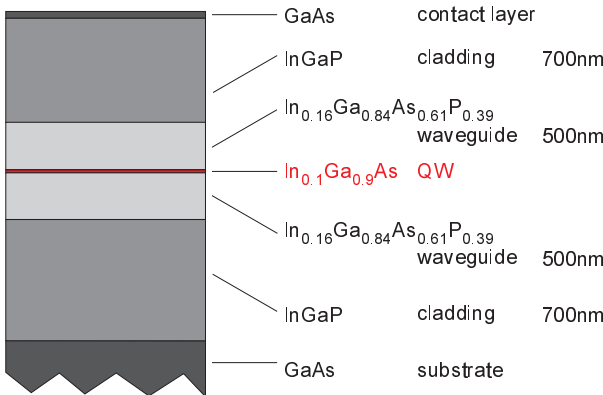 GaAs contact layer
InGaP cladding 700nm
In0.16Ga0.84As0.61P0.39
waveguide 500nm
In0.1Ga0.9As QW
In0.16Ga0.84As0.61P0.39
waveguide 500nm
InGaP cladding 700nm
GaAs substrate